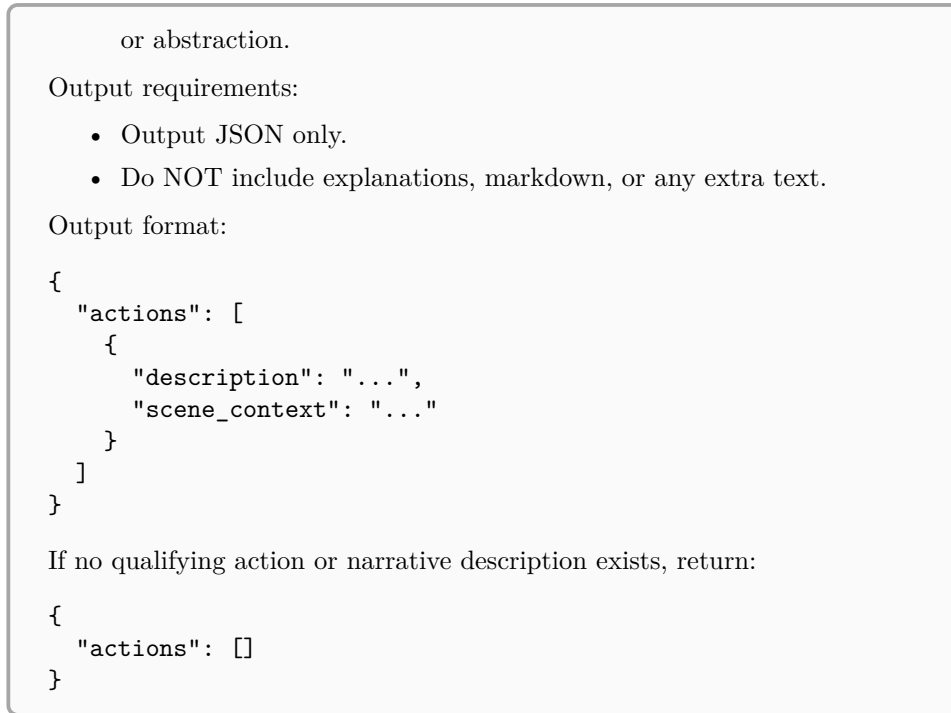 or abstraction.
Output requirements:
• Output JSON only.
• Do NOT include explanations, markdown, or any extra text.
Output format:
{
  "actions": [
    {
      "description": "...",
      "scene_context": "..."
    }
  ]
}
If no qualifying action or narrative description exists, return:
{
  "actions": []
}